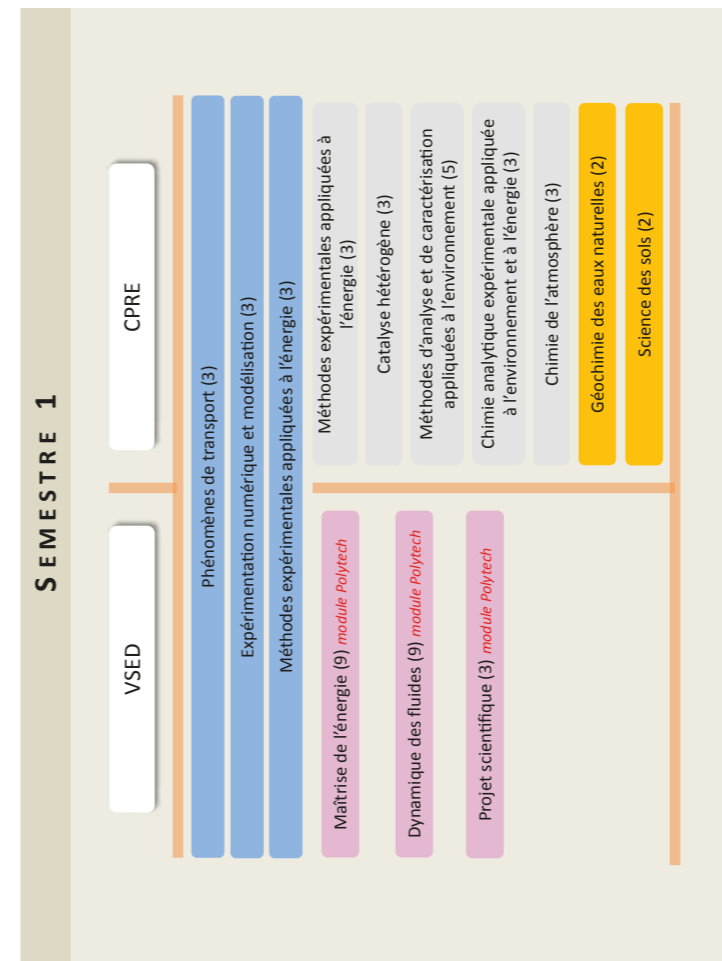 SEMESTRE 1
VSED
CPRE
Phénomènes de transport (3)
Expérimentation numérique et modélisation (3)
Méthodes expérimentales appliquées à l'énergie (3)
Maîtrise de l'énergie (9) module Polytech
Dynamique des fluides (9) module Polytech
Projet scientifique (3) module Polytech
Méthodes expérimentales appliquées à
l'énergie (3)
Catalyse hétérogène (3)
Méthodes d'analyse et de caractérisation
appliquées à l'environnement (5)
Chimie analytique expérimentale appliquée
à l'environnement et à l'énergie (3)
Chimie de l'atmosphère (3)
Géochimie des eaux naturelles (2)
Science des sols (2)